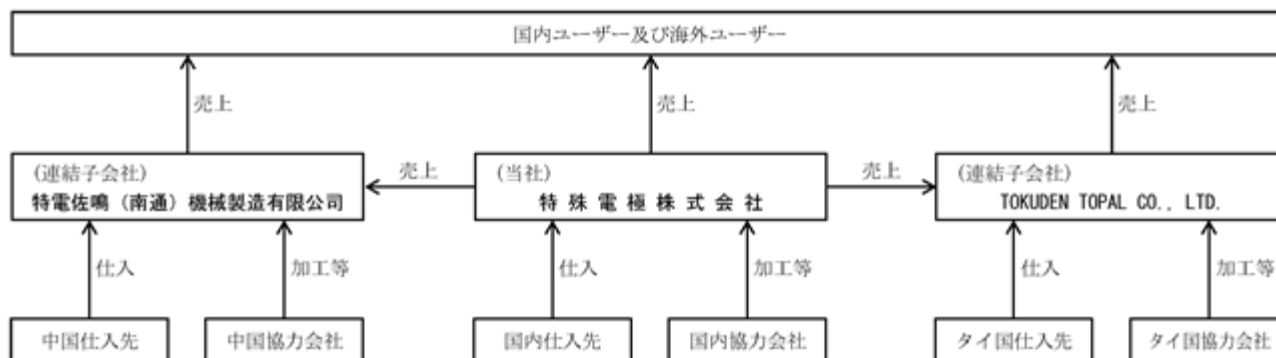 国内ユーザー及び海外ユーザー
売上 売上 売上
(連結子会社)
特電佐鳴(南通)機械製造有限公司
売上
(当社)
特殊電極株式会社
売上
(連結子会社)
TOKUDEN TOPAL CO., LTD.
仕入 加工等 仕入 加工等 仕入 加工等
中国仕入先 中国協力会社 国内仕入先 国内協力会社 タイ国仕入先 タイ国協力会社